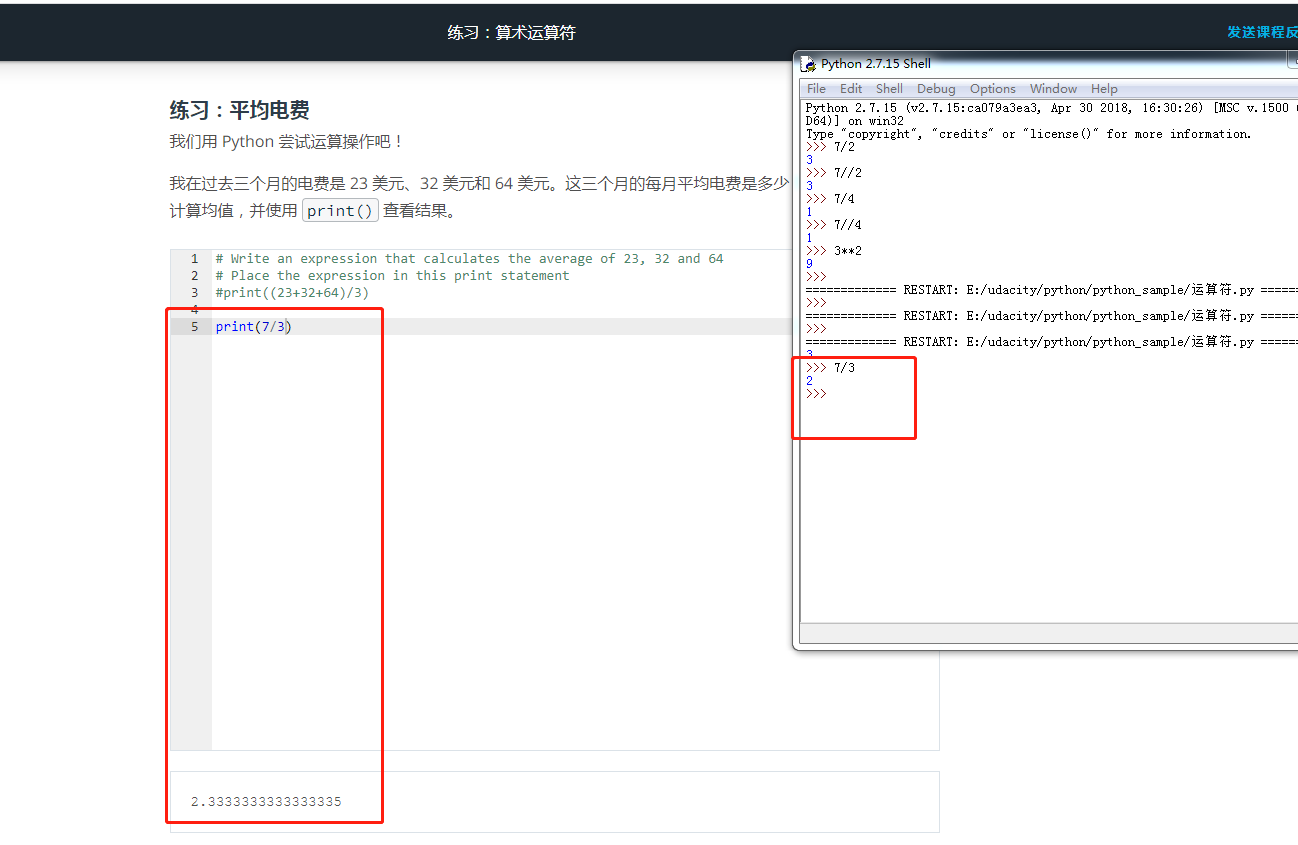 练习：算术运算符
发送课程反
练习：平均电费
我们用 Python 尝试运算操作吧！
我在过去三个月的电费是 23 美元、32 美元和 64 美元。这三个月的每月平均电费是多少
计算均值，并使用 print() 查看结果。
1 # Write an expression that calculates the average of 23, 32 and 64
2 # Place the expression in this print statement
3 #print((23+32+64)/3)
4
5 print(7/3)
2.3333333333333335
Python 2.7.15 Shell
File Edit Shell Debug Options Window Help
Python 2.7.15 (v2.7.15:ca079a3ea3, Apr 30 2018, 16:30:26) [MSC v.1500
D64)] on win32
Type "copyright", "credits" or "license()" for more information.
>>> 7/2
3
>>> 7//2
3
>>> 7/4
1
>>> 7//4
1
>>> 3**2
9
>>>
============= RESTART: E:/udacity/python/python_sample/运算符.py =====
>>>
============= RESTART: E:/udacity/python/python_sample/运算符.py =====
>>>
============= RESTART: E:/udacity/python/python_sample/运算符.py =====
3
>>> 7/3
2
>>>